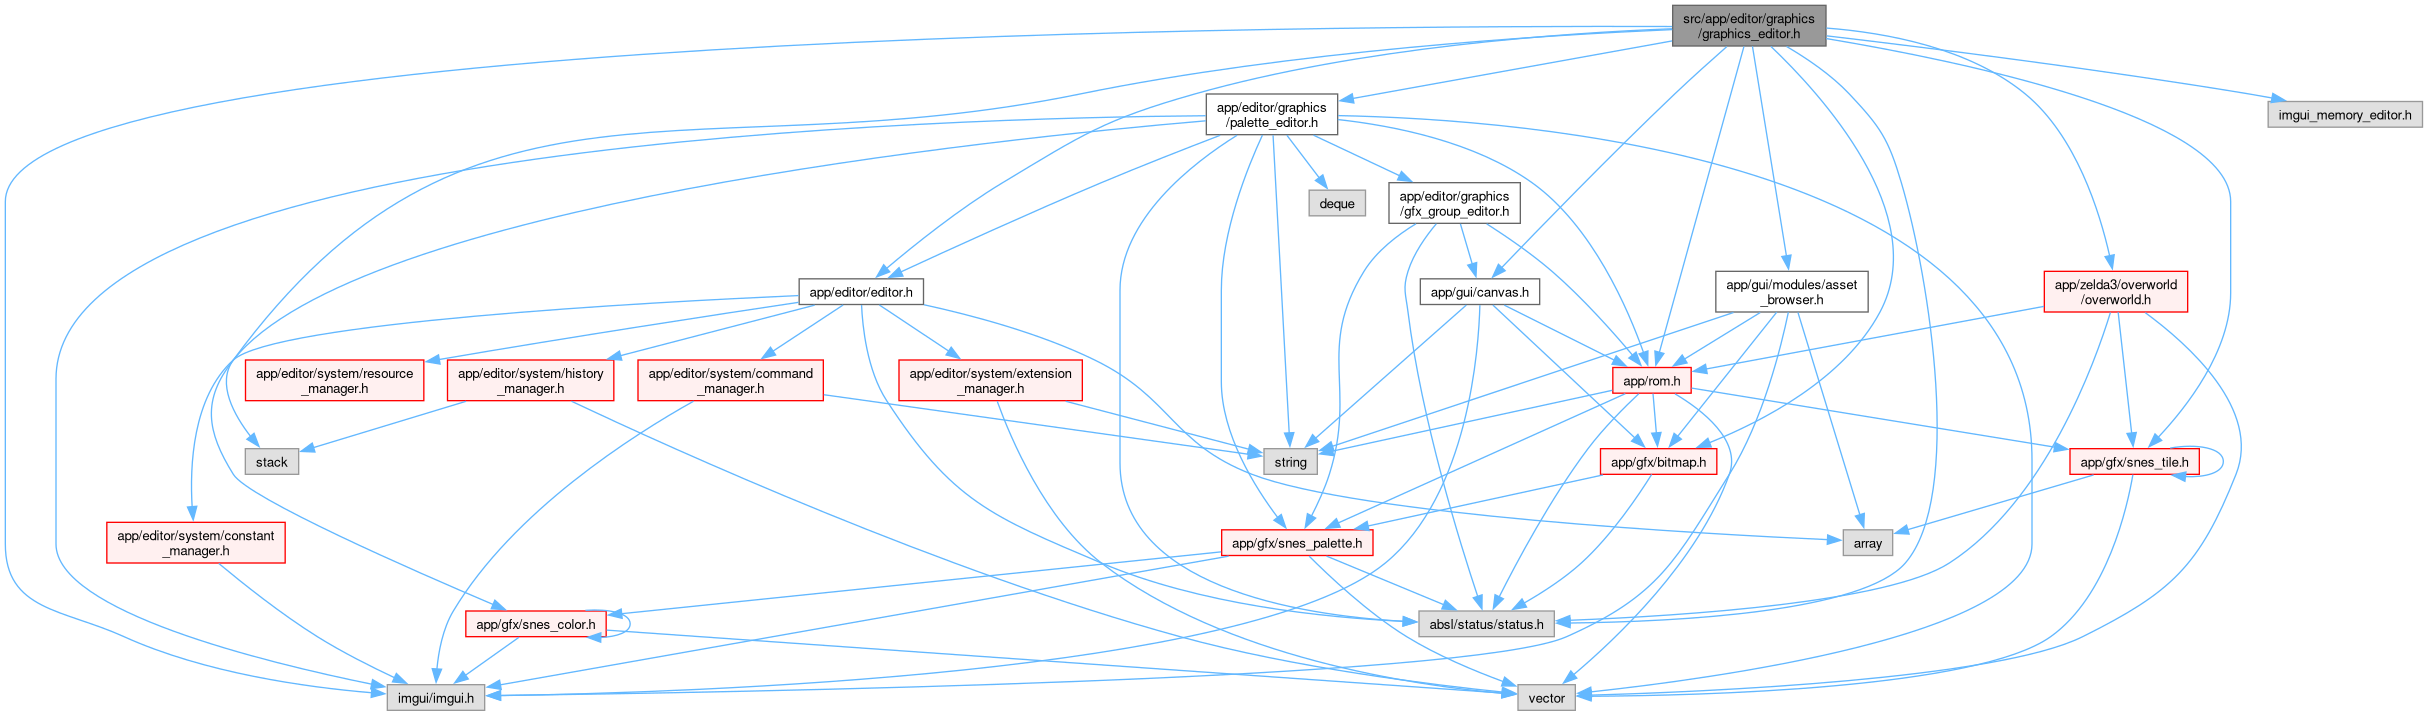 src/app/editor/graphics
/graphics_editor.h
app/editor/graphics
/palette_editor.h
imgui_memory_editor.h
deque
app/editor/graphics
/gfx_group_editor.h
app/editor/editor.h
app/gui/canvas.h
app/gui/modules/asset
_browser.h
app/zelda3/overworld
/overworld.h
app/editor/system/resource
_manager.h
app/editor/system/history
_manager.h
app/editor/system/command
_manager.h
app/editor/system/extension
_manager.h
app/rom.h
stack
string
app/gfx/bitmap.h
app/gfx/snes_tile.h
app/editor/system/constant
_manager.h
app/gfx/snes_palette.h
array
app/gfx/snes_color.h
absl/status/status.h
imgui/imgui.h
vector